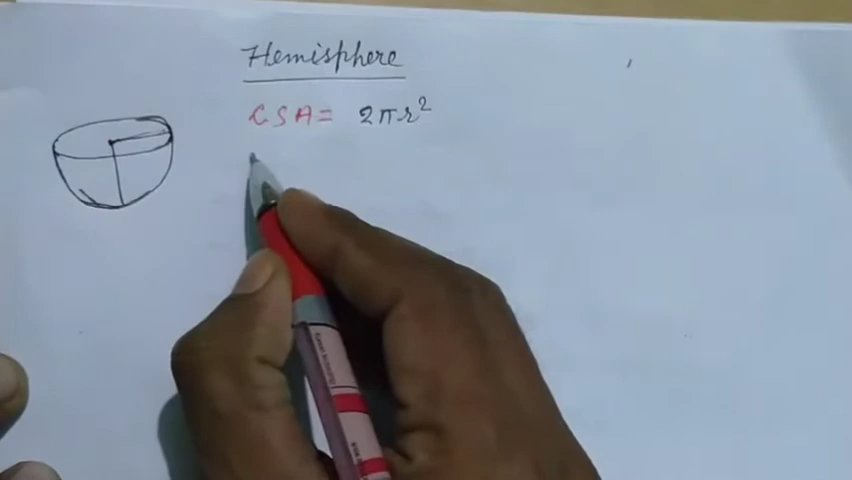 Hemisphere
CSA = 2πr²